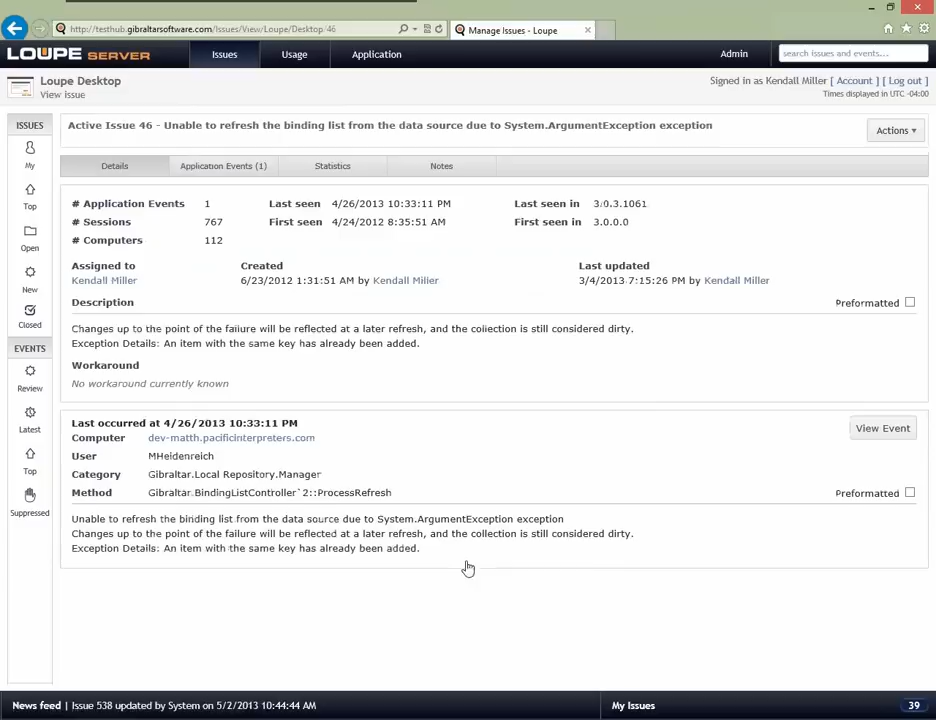 http://testhub.gibraltarsoftware.com/Issues/View/Loupe/Desktop/46
Manage Issues - Loupe
LOUPE SERVER
Issues
Usage
Application
Admin
search issues and events...
Loupe Desktop
View issue
Signed in as Kendall Miller [ Account ] [ Log out ]
Times displayed in UTC -04:00
ISSUES
My
Top
Open
New
Closed
EVENTS
Review
Latest
Top
Suppressed
Active Issue 46 - Unable to refresh the binding list from the data source due to System.ArgumentException exception
Actions
Details
Application Events (1)
Statistics
Notes
# Application Events 1 Last seen 4/26/2013 10:33:11 PM Last seen in 3.0.3.1061
# Sessions 767 First seen 4/24/2012 8:35:51 AM First seen in 3.0.0.0
# Computers 112
Assigned to Created Last updated
Kendall Miller 6/23/2012 1:31:51 AM by Kendall Miller 3/4/2013 7:15:26 PM by Kendall Miller
Description Preformatted
Changes up to the point of the failure will be reflected at a later refresh, and the collection is still considered dirty.
Exception Details: An item with the same key has already been added.
Workaround
No workaround currently known
Last occurred at 4/26/2013 10:33:11 PM
View Event
Computer dev-matth.pacificinterpreters.com
User MHeidenreich
Category Gibraltar.Local Repository.Manager
Method Gibraltar.BindingListController`2::ProcessRefresh
Preformatted
Unable to refresh the binding list from the data source due to System.ArgumentException exception
Changes up to the point of the failure will be reflected at a later refresh, and the collection is still considered dirty.
Exception Details: An item with the same key has already been added.
News feed | Issue 538 updated by System on 5/2/2013 10:44:44 AM
My Issues 39